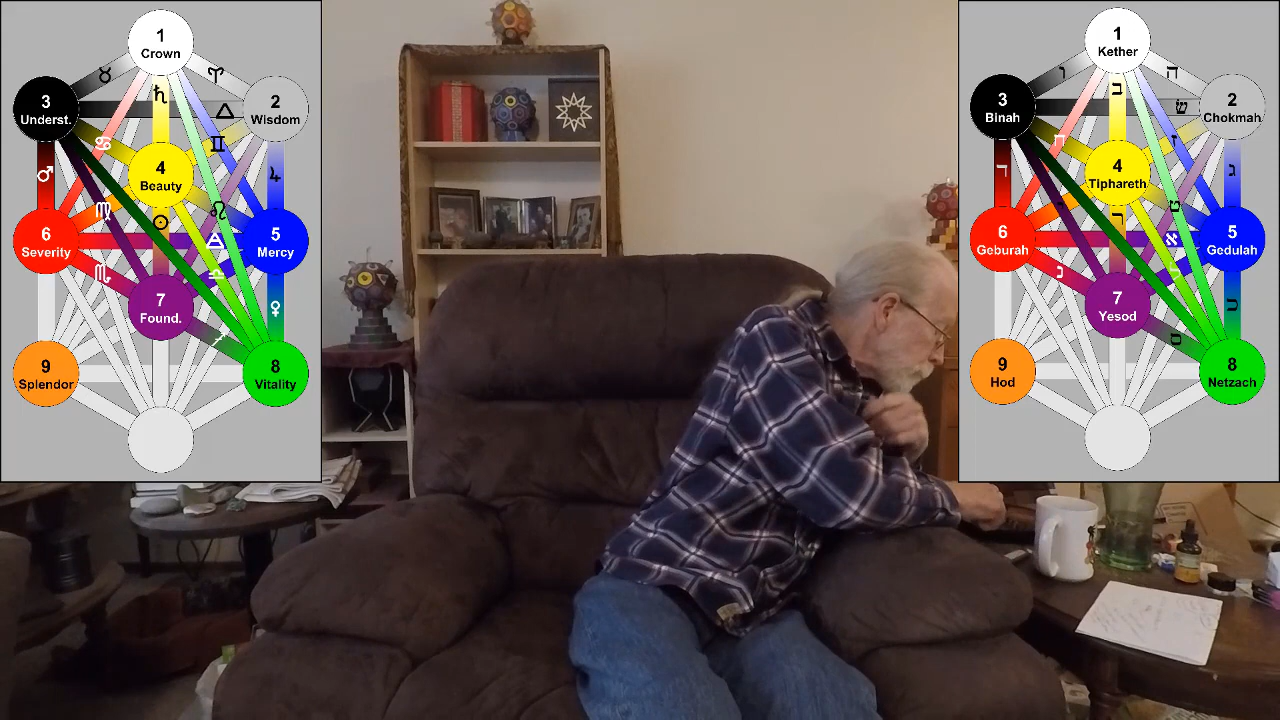 1
Crown
♉
♈
♄
3
Underst.
🜂
2
Wisdom
♋
♊
4
Beauty
♂
♃
♍
♌
☉
6
Severity
🜁
5
Mercy
♏
♎
7
Found.
♀
9
Splendor
8
Vitality
1
Kether
ו
ה
ב
3
Binah
ש
2
Chokmah
ח
ז
4
TIphareth
ד
ג
י
ט
ר
6
Geburah
א
5
Gedulah
נ
ל
7
Yesod
ט
ס
9
Hod
8
Netzach